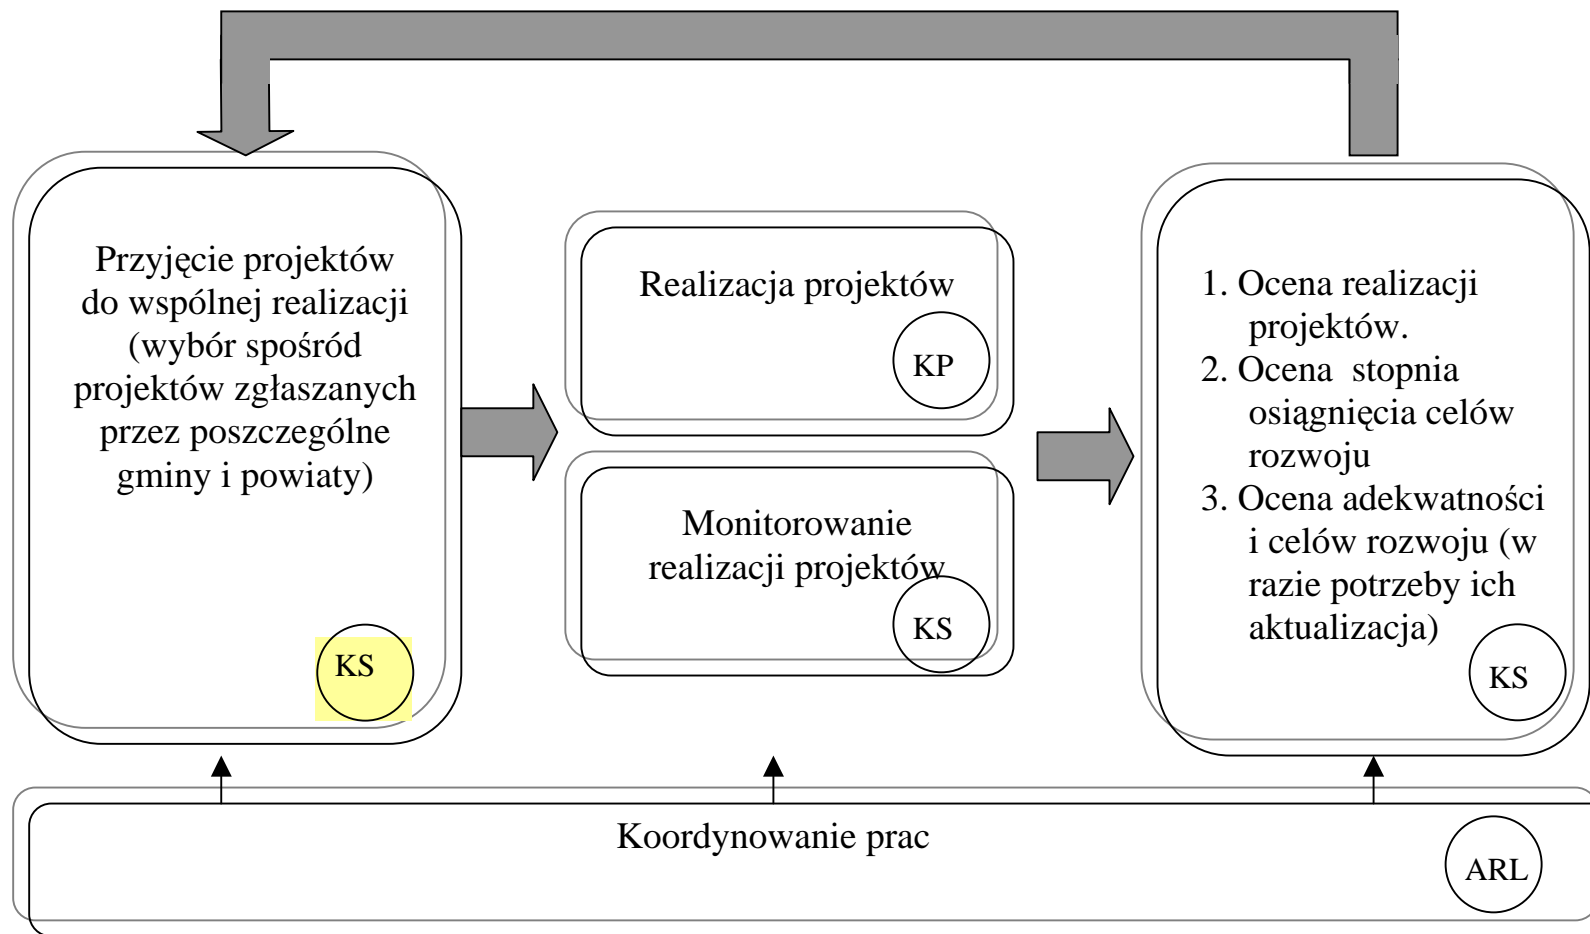 Przyjęcie projektów
do wspólnej realizacji
(wybór spośród
projektów zgłaszanych
przez poszczególne
gminy i powiaty)
KS
Realizacja projektów
KP
Monitorowanie
realizacji projektów
KS
1. Ocena realizacji
projektów.
2. Ocena stopnia
osiągnięcia celów
rozwoju
3. Ocena adekwatności
i celów rozwoju (w
razie potrzeby ich
aktualizacja)
KS
Koordynowanie prac
ARL